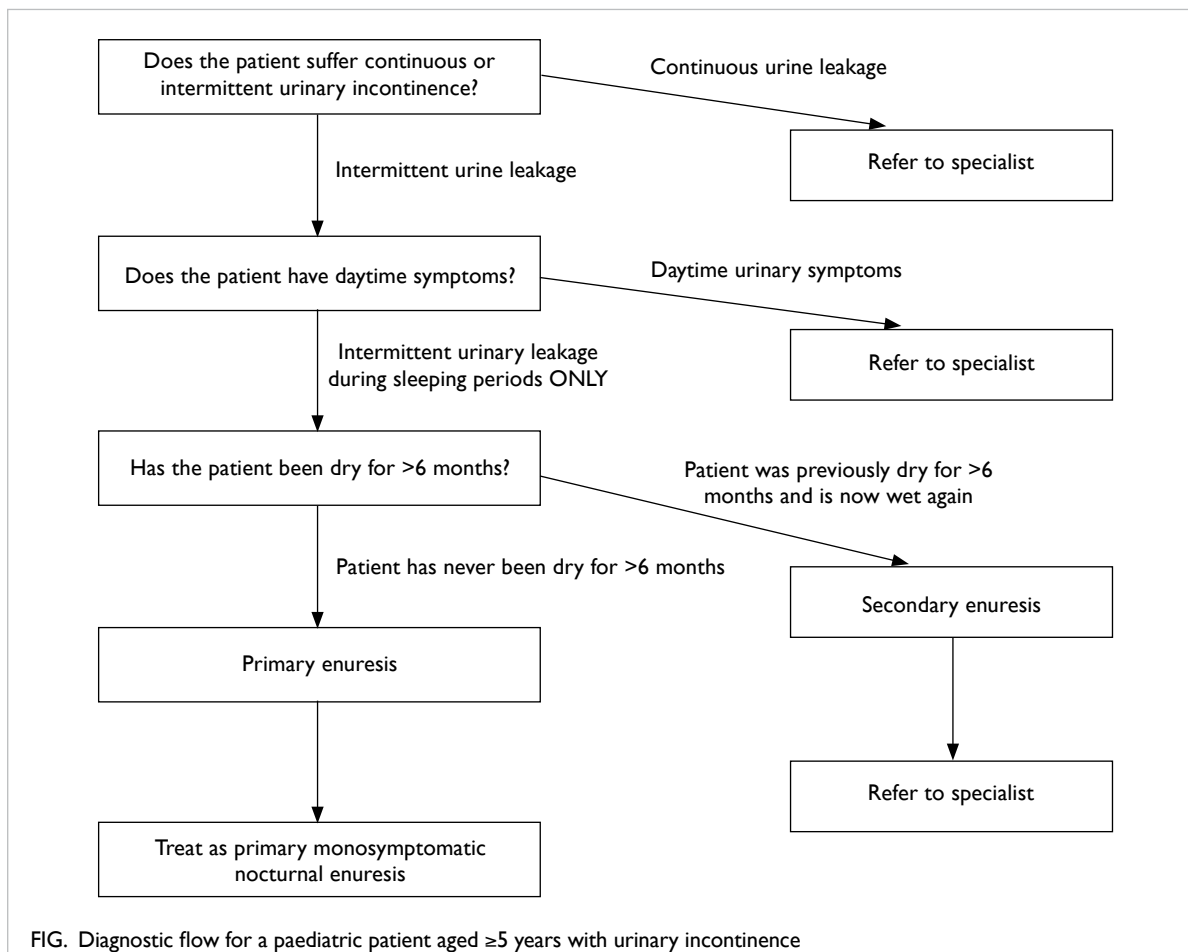 Does the patient suffer continuous or
intermittent urinary incontinence?
Continuous urine leakage
Refer to specialist
Intermittent urine leakage
Does the patient have daytime symptoms?
Daytime urinary symptoms
Refer to specialist
Intermittent urinary leakage
during sleeping periods ONLY
Has the patient been dry for >6 months?
Patient was previously dry for >6
months and is now wet again
Patient has never been dry for >6 months
Secondary enuresis
Primary enuresis
Refer to specialist
Treat as primary monosymptomatic
nocturnal enuresis
FIG. Diagnostic flow for a paediatric patient aged ≥5 years with urinary incontinence